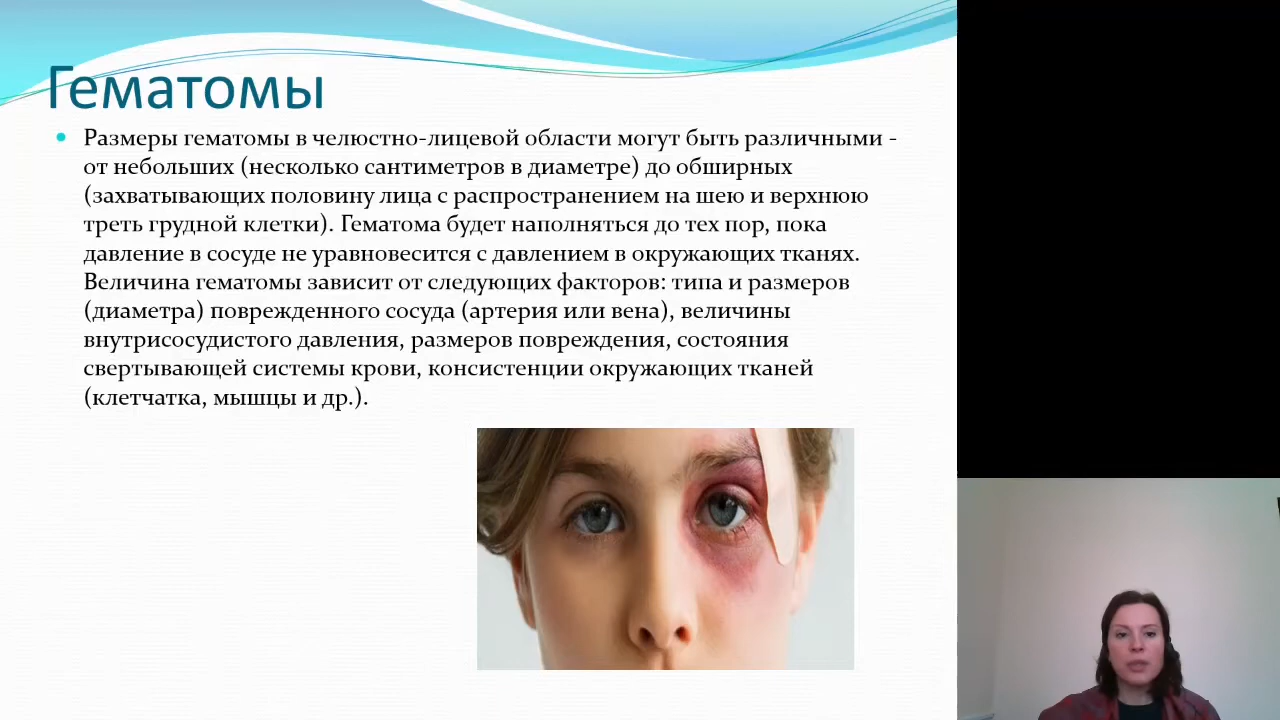 Гематомы
Размеры гематомы в челюстно-лицевой области могут быть различными -
от небольших (несколько сантиметров в диаметре) до обширных
(захватывающих половину лица с распространением на шею и верхнюю
треть грудной клетки). Гематома будет наполняться до тех пор, пока
давление в сосуде не уравновесится с давлением в окружающих тканях.
Величина гематомы зависит от следующих факторов: типа и размеров
(диаметра) поврежденного сосуда (артерия или вена), величины
внутрисосудистого давления, размеров повреждения, состояния
свертывающей системы крови, консистенции окружающих тканей
(клетчатка, мышцы и др.).